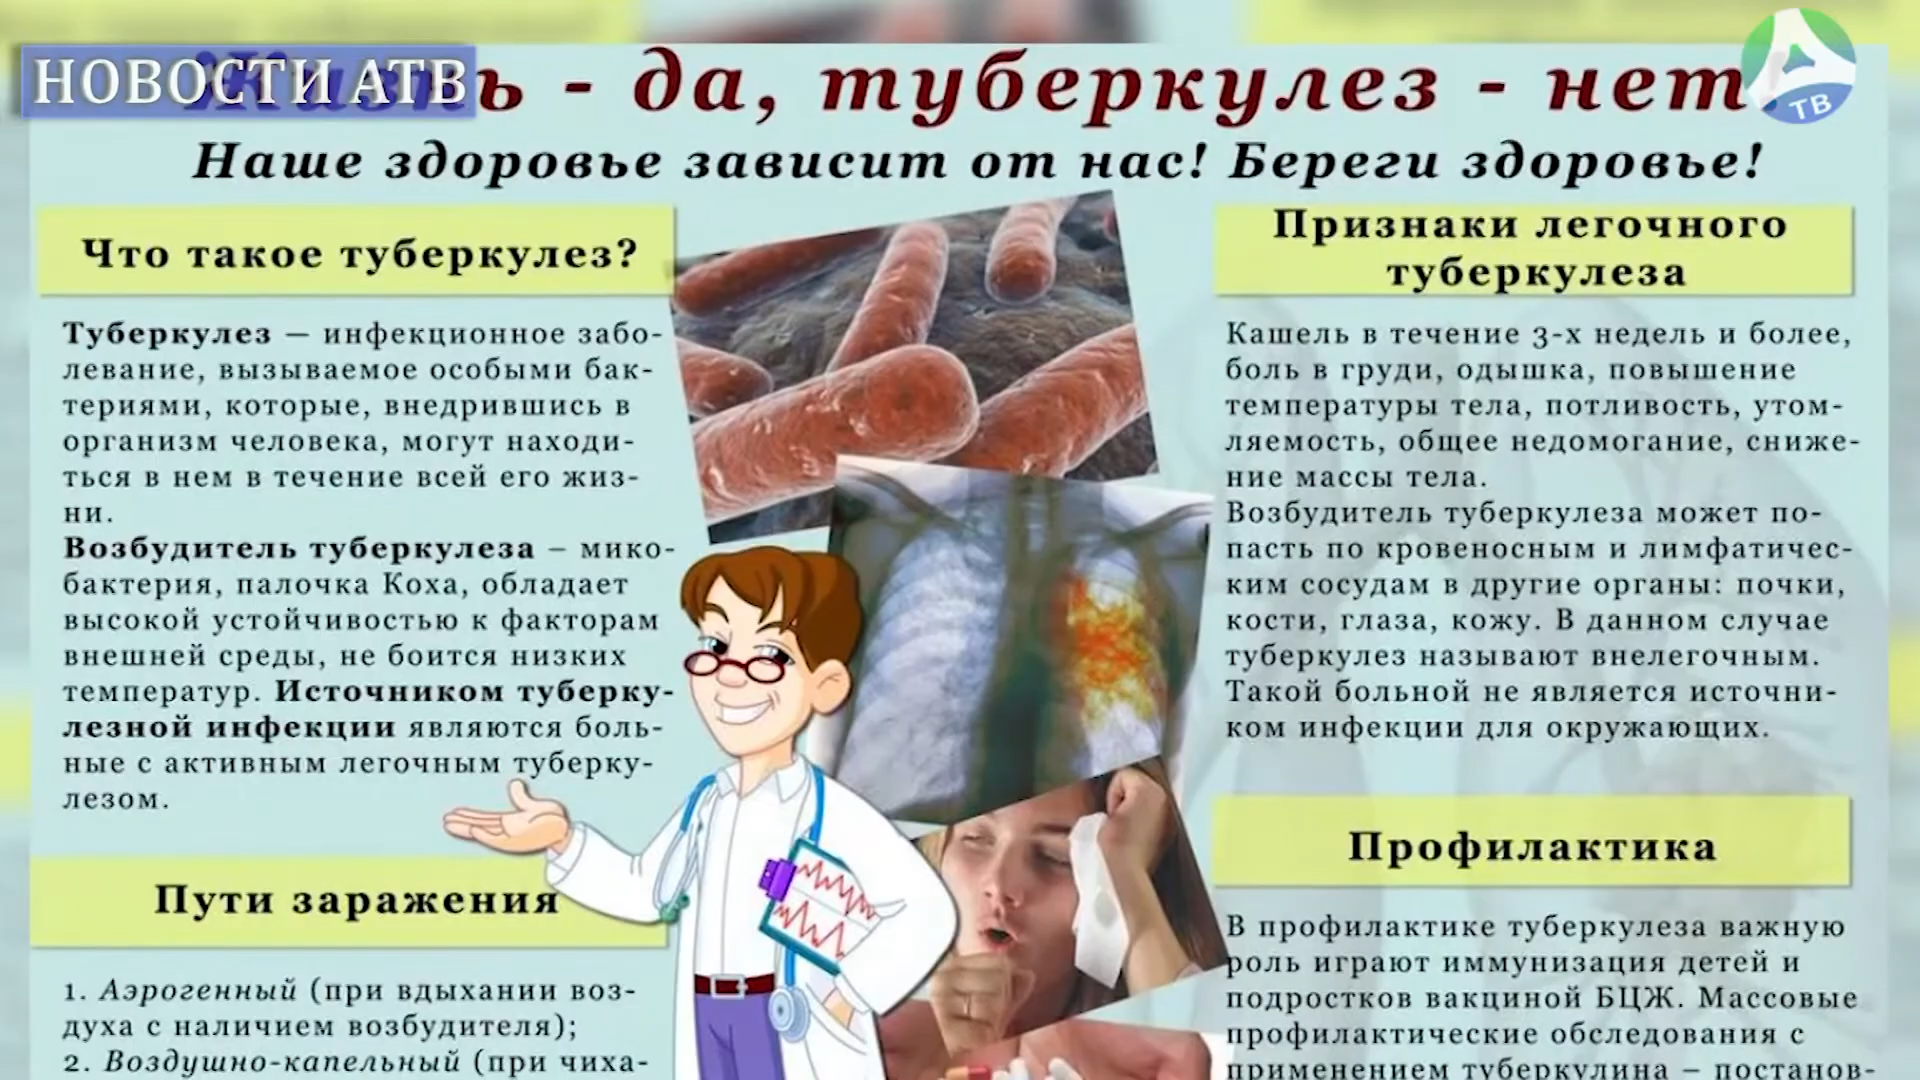 НОВОСТИ АТВ
ТВ
Жизнь - да, туберкулез - нет!
Наше здоровье зависит от нас! Береги здоровье!
Что такое туберкулез?
Туберкулез — инфекционное забо-
левание, вызываемое особыми бак-
териями, которые, внедрившись в
организм человека, могут находи-
ться в нем в течение всей его жиз-
ни.
Возбудитель туберкулеза – мико-
бактерия, палочка Коха, обладает
высокой устойчивостью к факторам
внешней среды, не боится низких
температур. Источником туберку-
лезной инфекции являются боль-
ные с активным легочным туберку-
лезом.
Пути заражения
1. Аэрогенный (при вдыхании воз-
духа с наличием возбудителя);
2. Воздушно-капельный (при чиха-
Признаки легочного
туберкулеза
Кашель в течение 3-х недель и более,
боль в груди, одышка, повышение
температуры тела, потливость, утом-
ляемость, общее недомогание, сниже-
ние массы тела.
Возбудитель туберкулеза может по-
пасть по кровеносным и лимфатичес-
ким сосудам в другие органы: почки,
кости, глаза, кожу. В данном случае
туберкулез называют внелегочным.
Такой больной не является источни-
ком инфекции для окружающих.
Профилактика
В профилактике туберкулеза важную
роль играют иммунизация детей и
подростков вакциной БЦЖ. Массовые
профилактические обследования с
применением туберкулина – постанов-